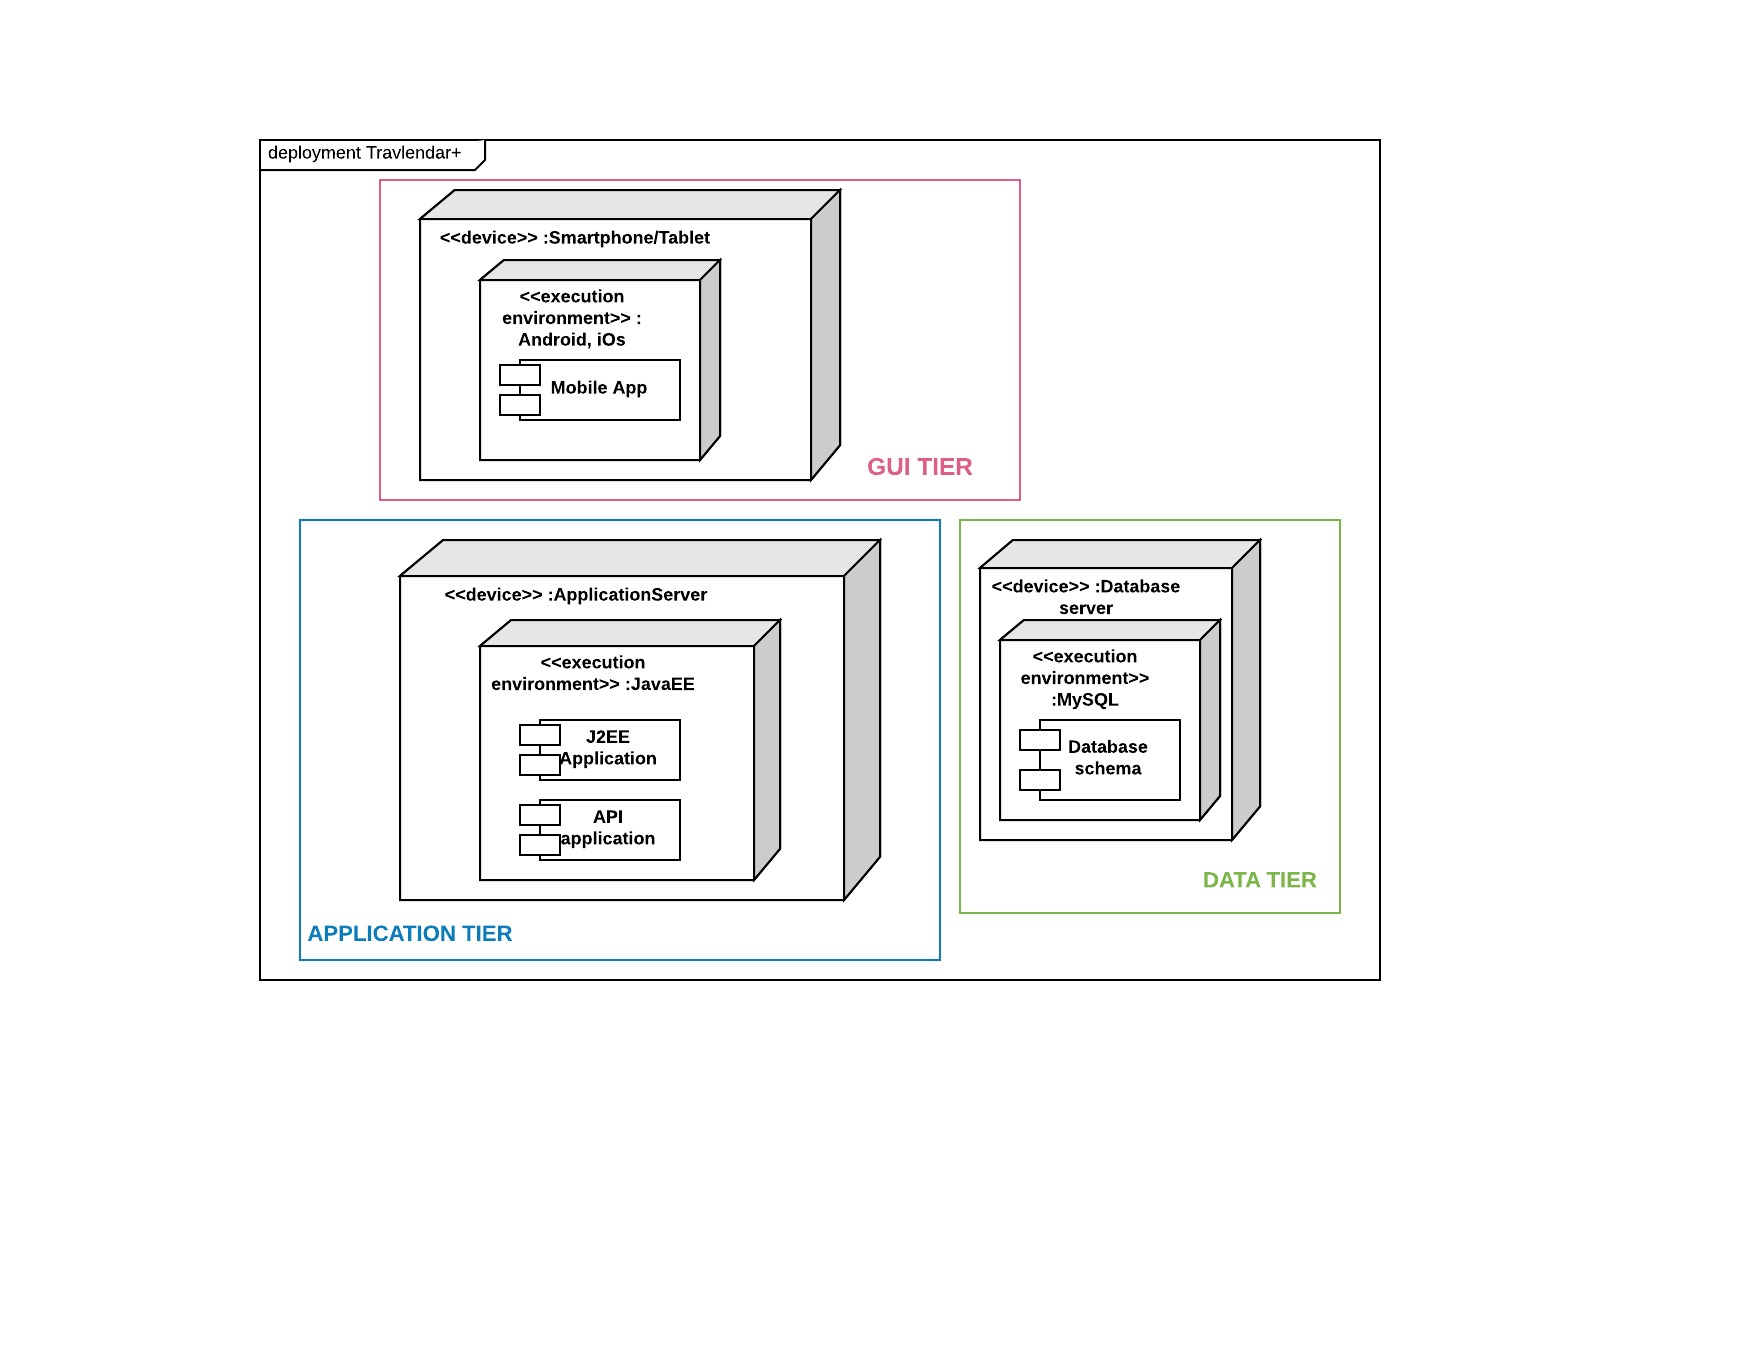 deployment Travlendar+
<<device>> :Smartphone/Tablet
<<execution
environment>> :
Android, iOs
Mobile App
GUI TIER
<<device>> :ApplicationServer
<<execution
environment>> :JavaEE
J2EE
Application
API
application
APPLICATION TIER
<<device>> :Database
server
<<execution
environment>>
:MySQL
Database
schema
DATA TIER